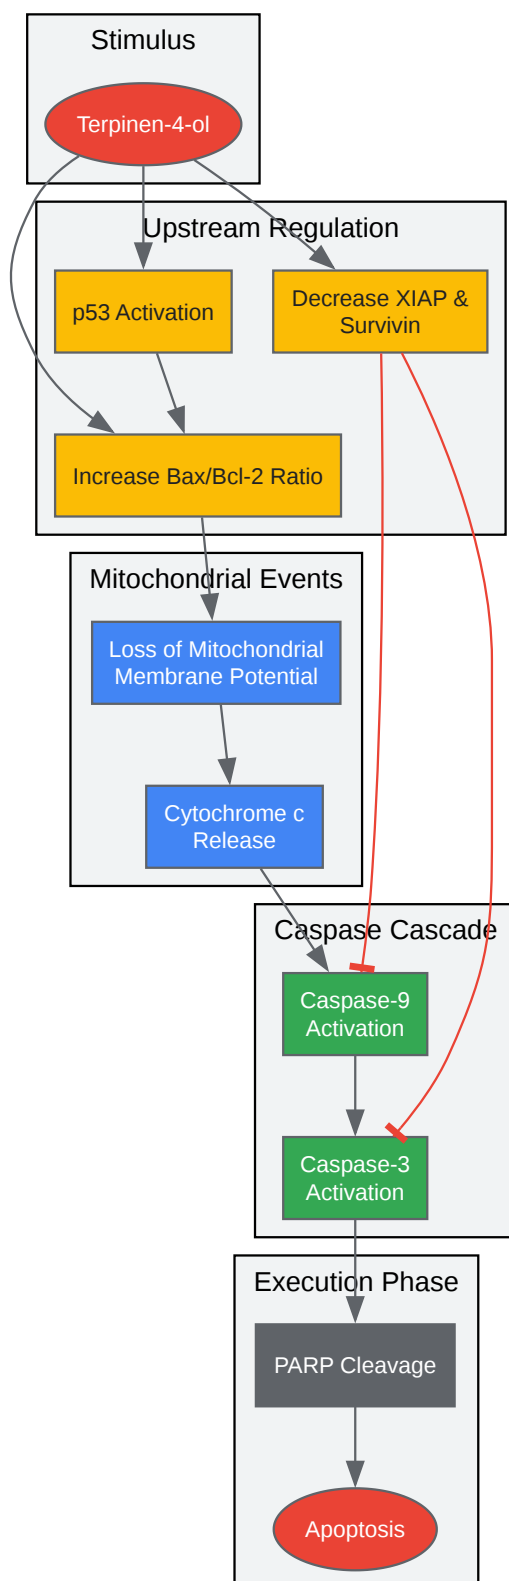 Stimulus
Terpinen-4-ol
Upstream Regulation
p53 Activation
Decrease XIAP &
Survivin
Increase Bax/Bcl-2 Ratio
Mitochondrial Events
Loss of Mitochondrial
Membrane Potential
Cytochrome c
Release
Caspase Cascade
Caspase-9
Activation
Caspase-3
Activation
Execution Phase
PARP Cleavage
Apoptosis